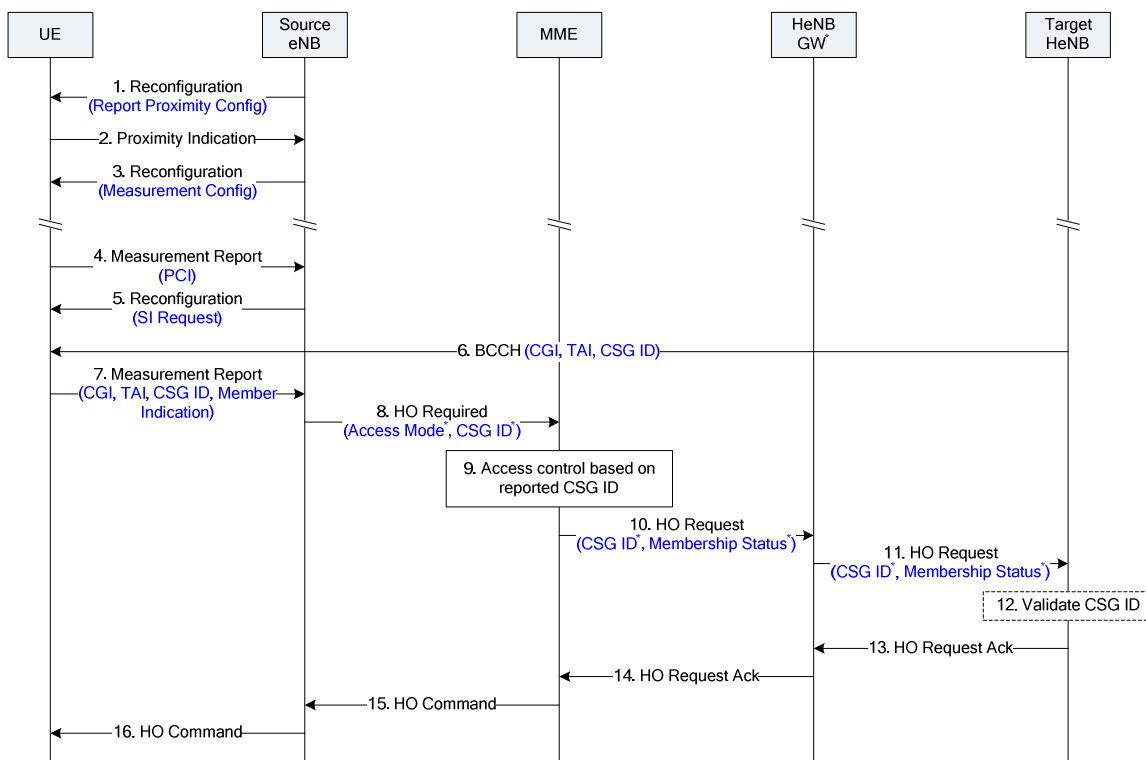 UE
Source
eNB
MME
HeNB
GW*
Target
HeNB
1. Reconfiguration
(Report Proximity Config)
2. Proximity Indication
3. Reconfiguration
(Measurement Config)
4. Measurement Report
(PCI)
5. Reconfiguration
(SI Request)
6. BCCH (CGI, TAI, CSG ID)
7. Measurement Report
(CGI, TAI, CSG ID, Member
Indication)
8. HO Required
(Access Mode*, CSG ID*)
9. Access control based on
reported CSG ID
10. HO Request
(CSG ID*, Membership Status*)
11. HO Request
(CSG ID*, Membership Status*)
12. Validate CSG ID
13. HO Request Ack
14. HO Request Ack
15. HO Command
16. HO Command